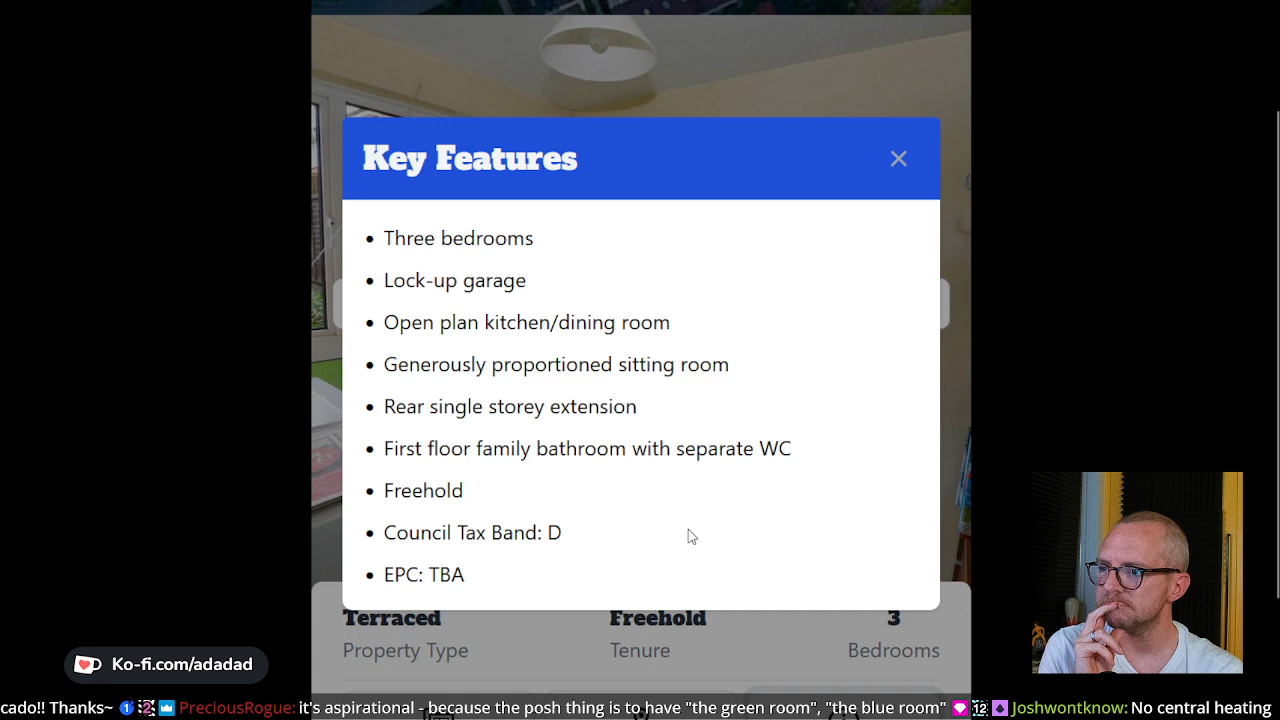 Key Features
Three bedrooms
Lock-up garage
Open plan kitchen/dining room
Generously proportioned sitting room
Rear single storey extension
First floor family bathroom with separate WC
Freehold
Council Tax Band: D
EPC: TBA
Terraced
Freehold
3
Property Type
Tenure
Bedrooms
Ko-fi.com/adadad
cado!! Thanks~ 1 2 PreciousRogue: it's aspirational - because the posh thing is to have "the green room", "the blue room" 12 Joshwontknow: No central heating